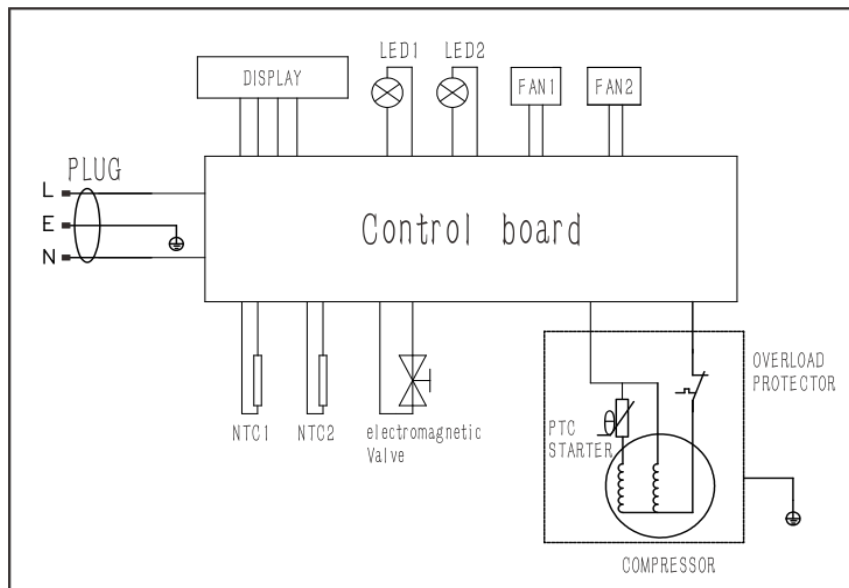 LED1 LED2
DISPLAY
FAN1 FAN2
PLUG
L
E
N
Control board
OVERLOAD
PROTECTOR
NTC1 NTC2 electromagnetic
Valve
PTC
STARTER
COMPRESSOR